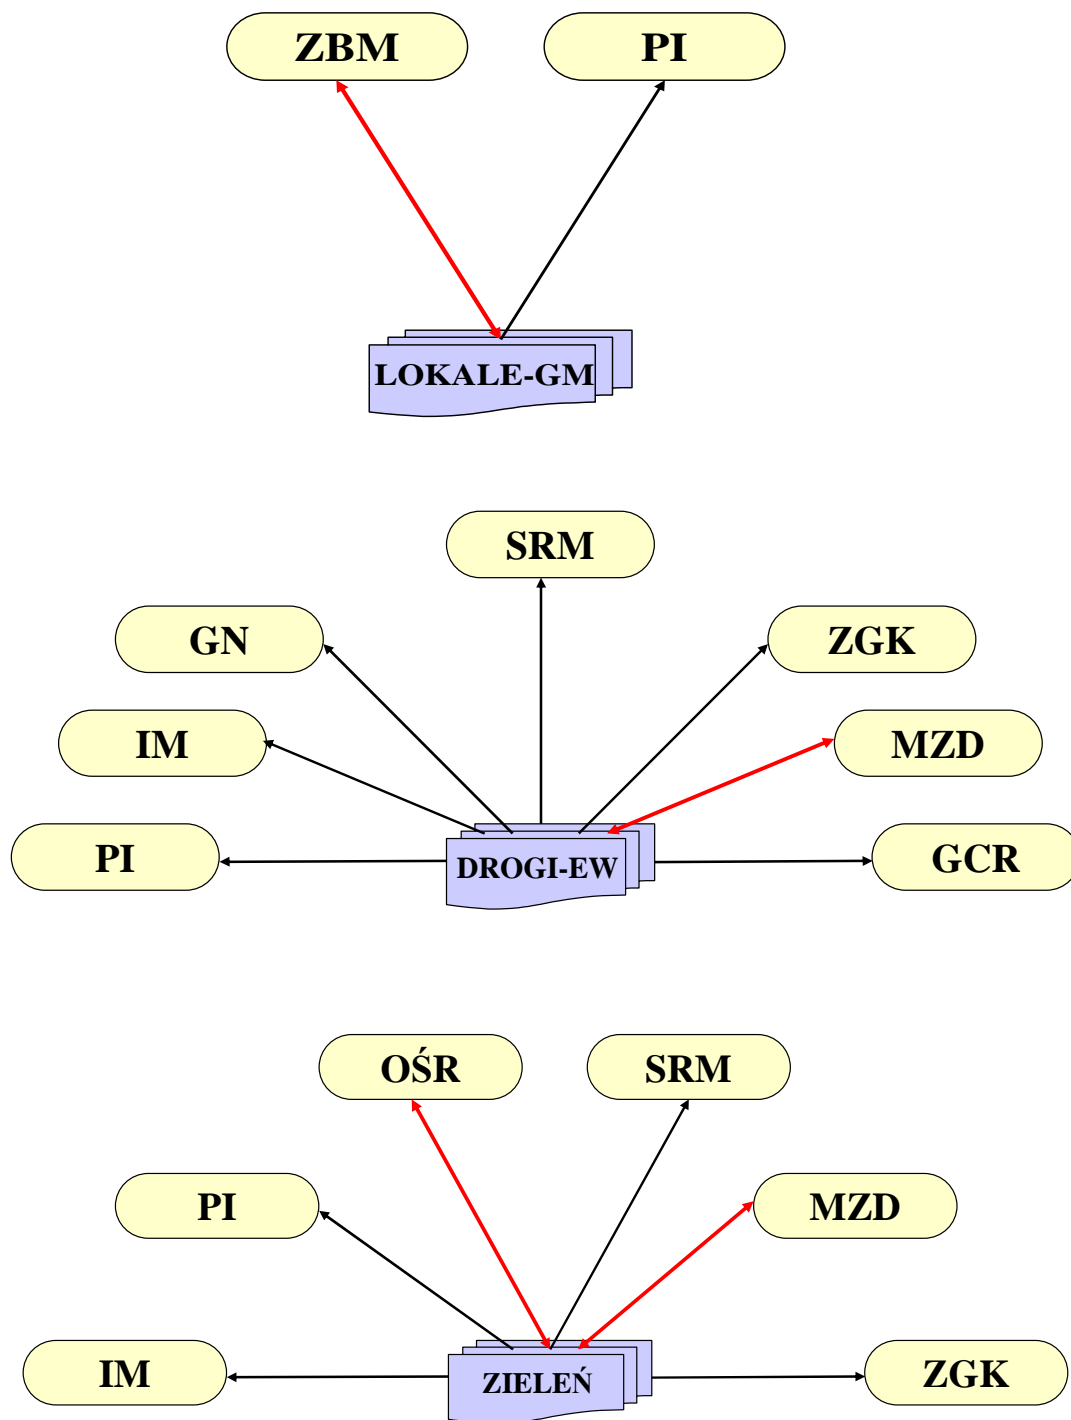 ZBM
PI
LOKALE-GM
SRM
GN
ZGK
IM
MZD
PI
DROGI-EW
GCR
OŚR
SRM
PI
MZD
IM
ZIELEŃ
ZGK